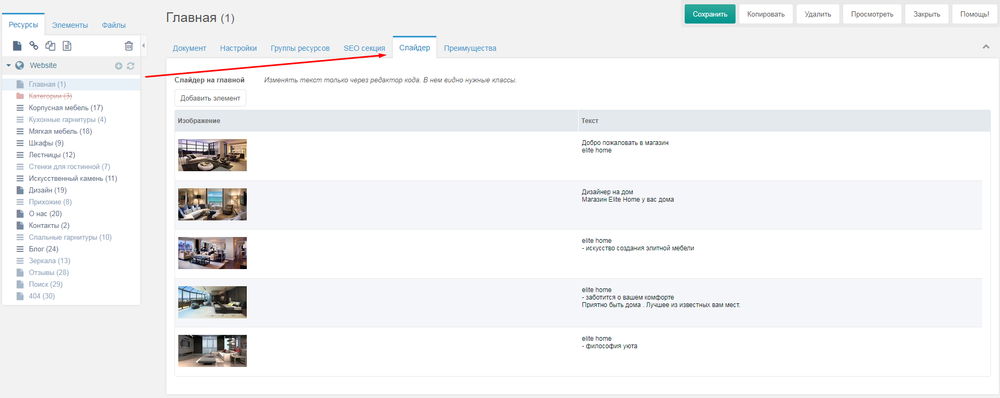 Ресурсы
Элементы
Файлы
Website
Главная (1)
Категории (3)
Корпусная мебель (17)
Кухонные гарнитуры (4)
Мягкая мебель (18)
Шкафы (9)
Лестницы (12)
Стенки для гостинной (7)
Искусственный камень (11)
Дизайн (19)
Прихожие (8)
О нас (20)
Контакты (2)
Спальные гарнитуры (10)
Блог (24)
Зеркала (13)
Отзывы (28)
Поиск (29)
404 (30)
Главная (1)
Сохранить
Копировать
Удалить
Просмотреть
Закрыть
Помощь!
Документ
Настройки
Группы ресурсов
SEO секция
Слайдер
Преимущества
Слайдер на главной
Изменять текст только через редактор кода. В нем видно нужные классы.
Добавить элемент
Изображение
Текст
Добро пожаловать в магазин
elite home
Дизайнер на дом
Магазин Elite Home у вас дома
elite home
- искусство создания элитной мебели
elite home
- заботится о вашем комфорте
Приятно быть дома . Лучшее из известных вам мест.
elite home
- философия уюта